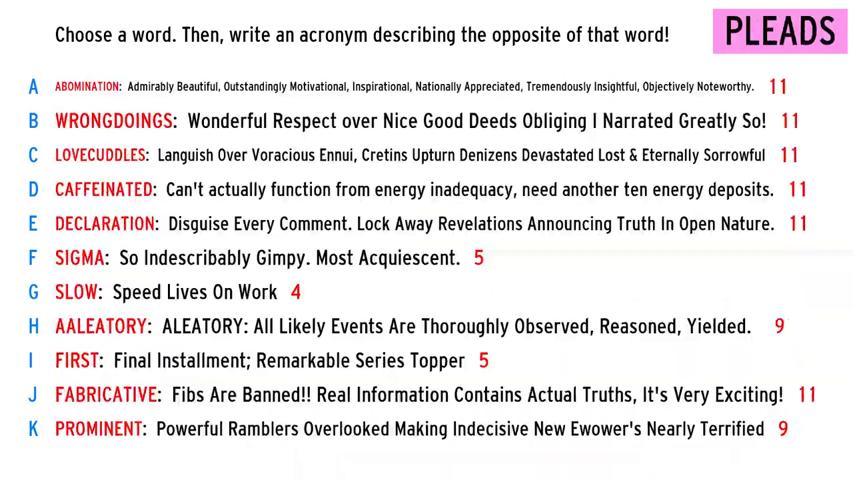 Choose a word. Then, write an acronym describing the opposite of that word!
PLEADS
A ABOMINATION: Admirably Beautiful, Outstandingly Motivational, Inspirational, Nationally Appreciated, Tremendously Insightful, Objectively Noteworthy. 11
B WRONGDOINGS: Wonderful Respect over Nice Good Deeds Obliging I Narrated Greatly So! 11
C LOVECUDDLES: Languish Over Voracious Ennui, Cretins Upturn Denizens Devastated Lost & Eternally Sorrowful 11
D CAFFEINATED: Can't actually function from energy inadequacy, need another ten energy deposits. 11
E DECLARATION: Disguise Every Comment. Lock Away Revelations Announcing Truth In Open Nature. 11
F SIGMA: So Indescribably Gimpy. Most Acquiescent. 5
G SLOW: Speed Lives On Work 4
H AALEATORY: ALEATORY: All Likely Events Are Thoroughly Observed, Reasoned, Yielded. 9
I FIRST: Final Installment; Remarkable Series Topper 5
J FABRICATIVE: Fibs Are Banned!! Real Information Contains Actual Truths, It's Very Exciting! 11
K PROMINENT: Powerful Ramblers Overlooked Making Indecisive New Ewower's Nearly Terrified 9